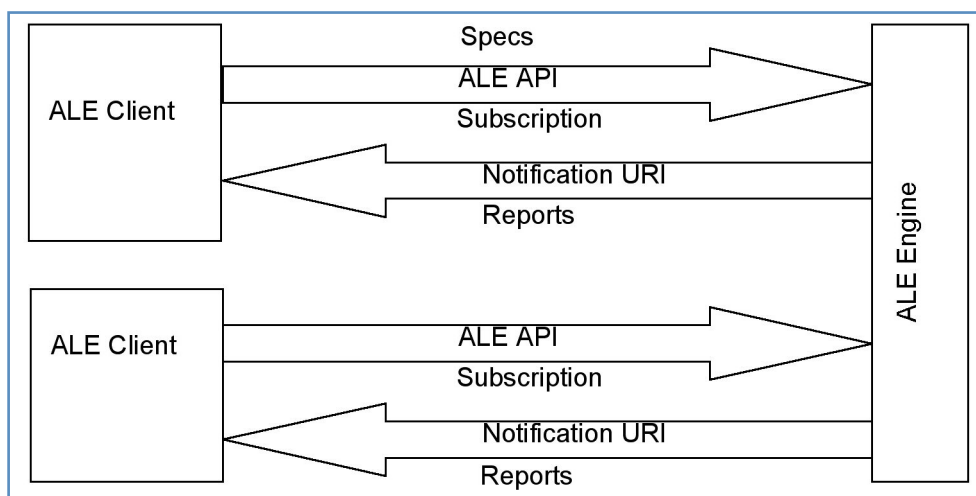 Specs
ALE API
ALE Client
Subscription
Notification URI
Reports
ALE Engine
ALE Client
ALE API
Subscription
Notification URI
Reports